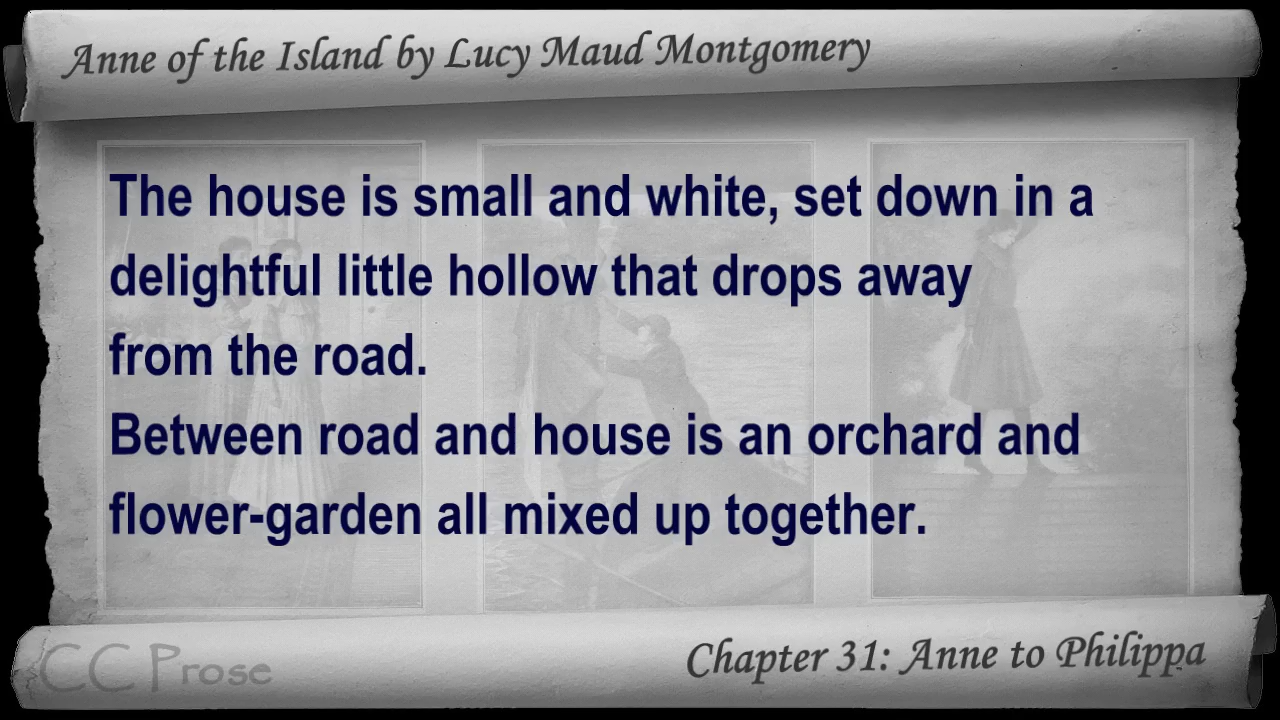 Anne of the Island by Lucy Maud Montgomery
The house is small and white, set down in a
delightful little hollow that drops away
from the road.
Between road and house is an orchard and
flower-garden all mixed up together.
CC Prose
Chapter 31: Anne to Philippa